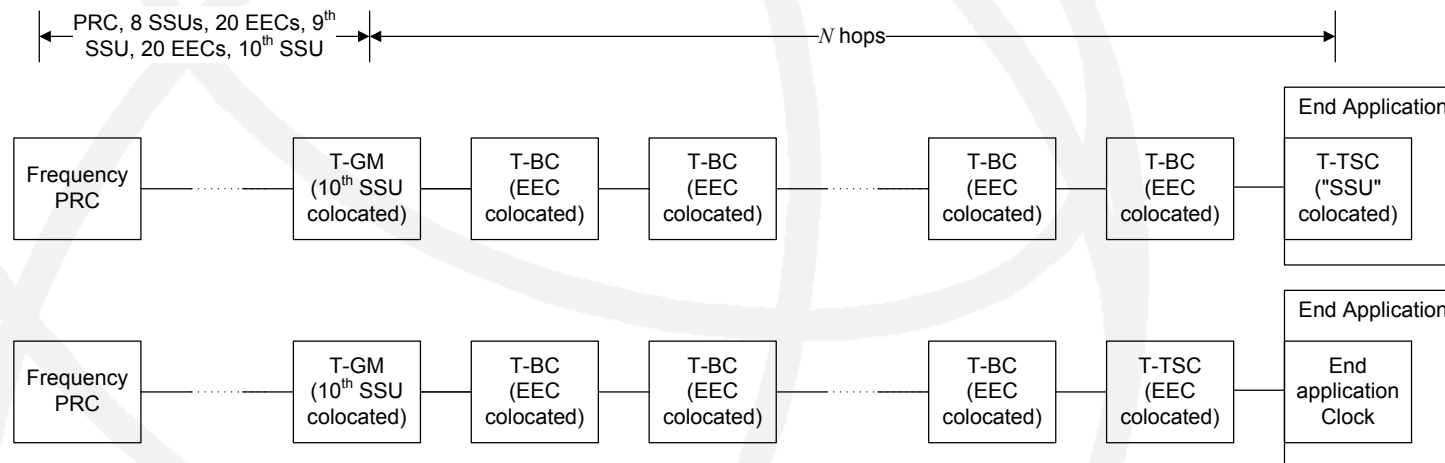 PRC, 8 SSUs, 20 EECs, 9th
SSU, 20 EECs, 10th SSU
N hops
End Application
Frequency
PRC
T-GM
(10th SSU
colocated)
T-BC
(EEC
colocated)
T-BC
(EEC
colocated)
T-BC
(EEC
colocated)
T-BC
(EEC
colocated)
T-TSC
("SSU"
colocated)
End Application
Frequency
PRC
T-GM
(10th SSU
colocated)
T-BC
(EEC
colocated)
T-BC
(EEC
colocated)
T-BC
(EEC
colocated)
T-TSC
(EEC
colocated)
End
application
Clock